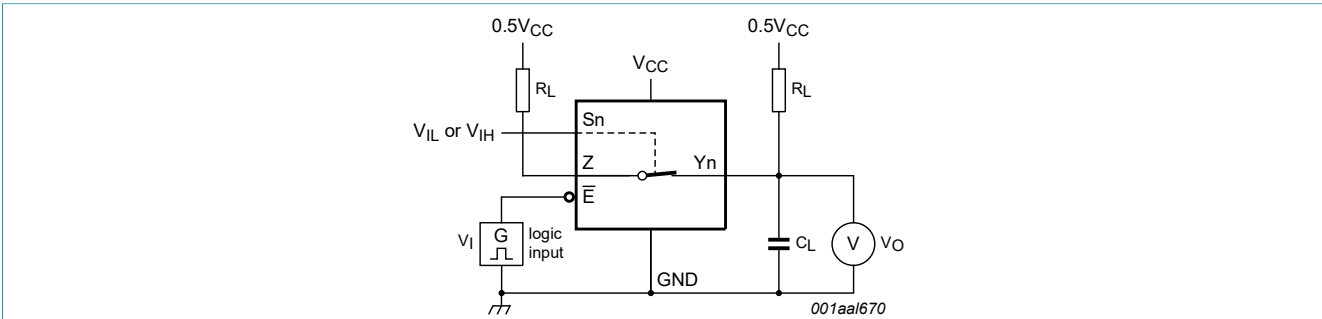 0.5VCC
0.5VCC
VCC
RL
RL
Sn
VIL or VIH
Z
Yn
E
VI
G
logic
input
CL
V
VO
GND
001aal670